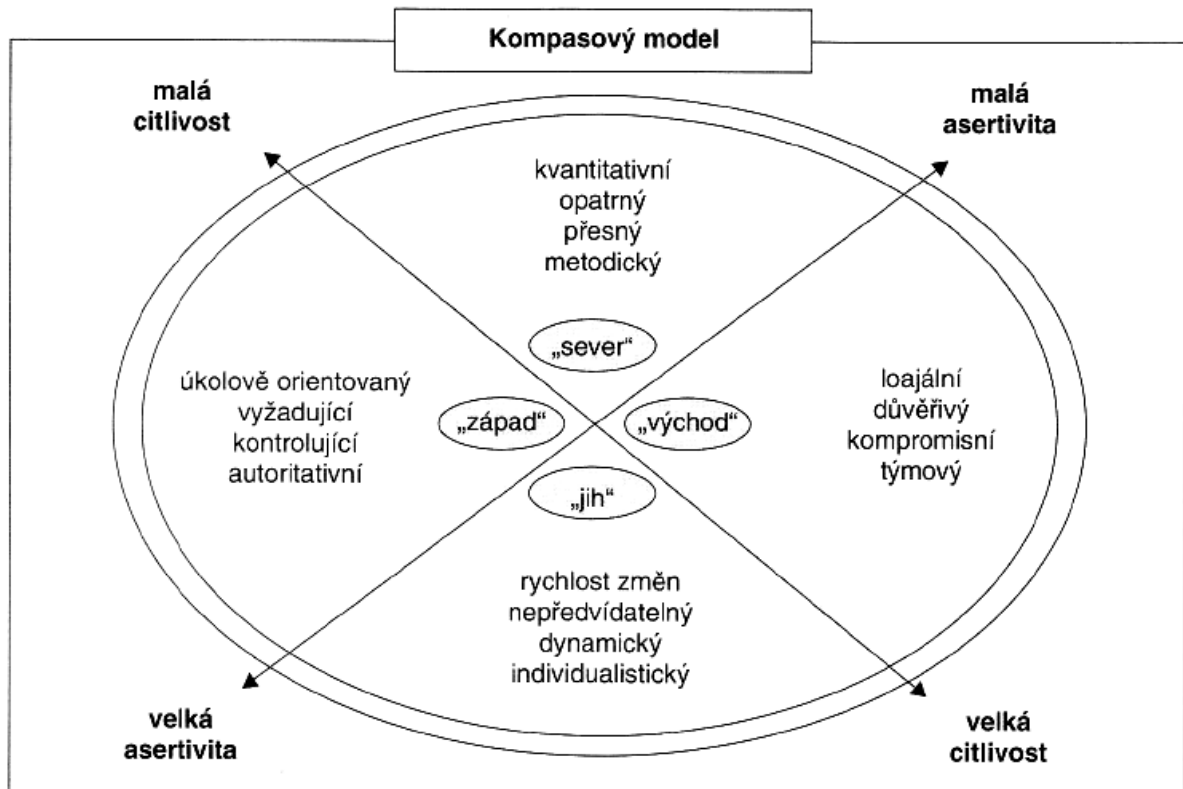 Kompasový model
malá
citlivost
malá
asertivita
kvantitativní
opatrný
přesný
metodický
„sever“
úkolově orientovaný
vyžadující
kontrolující
autoritativní
„západ“
„východ“
loajální
důvěřivý
kompromisní
týmový
„jih“
rychlost změn
nepředvídatelný
dynamický
individualistický
velká
asertivita
velká
citlivost